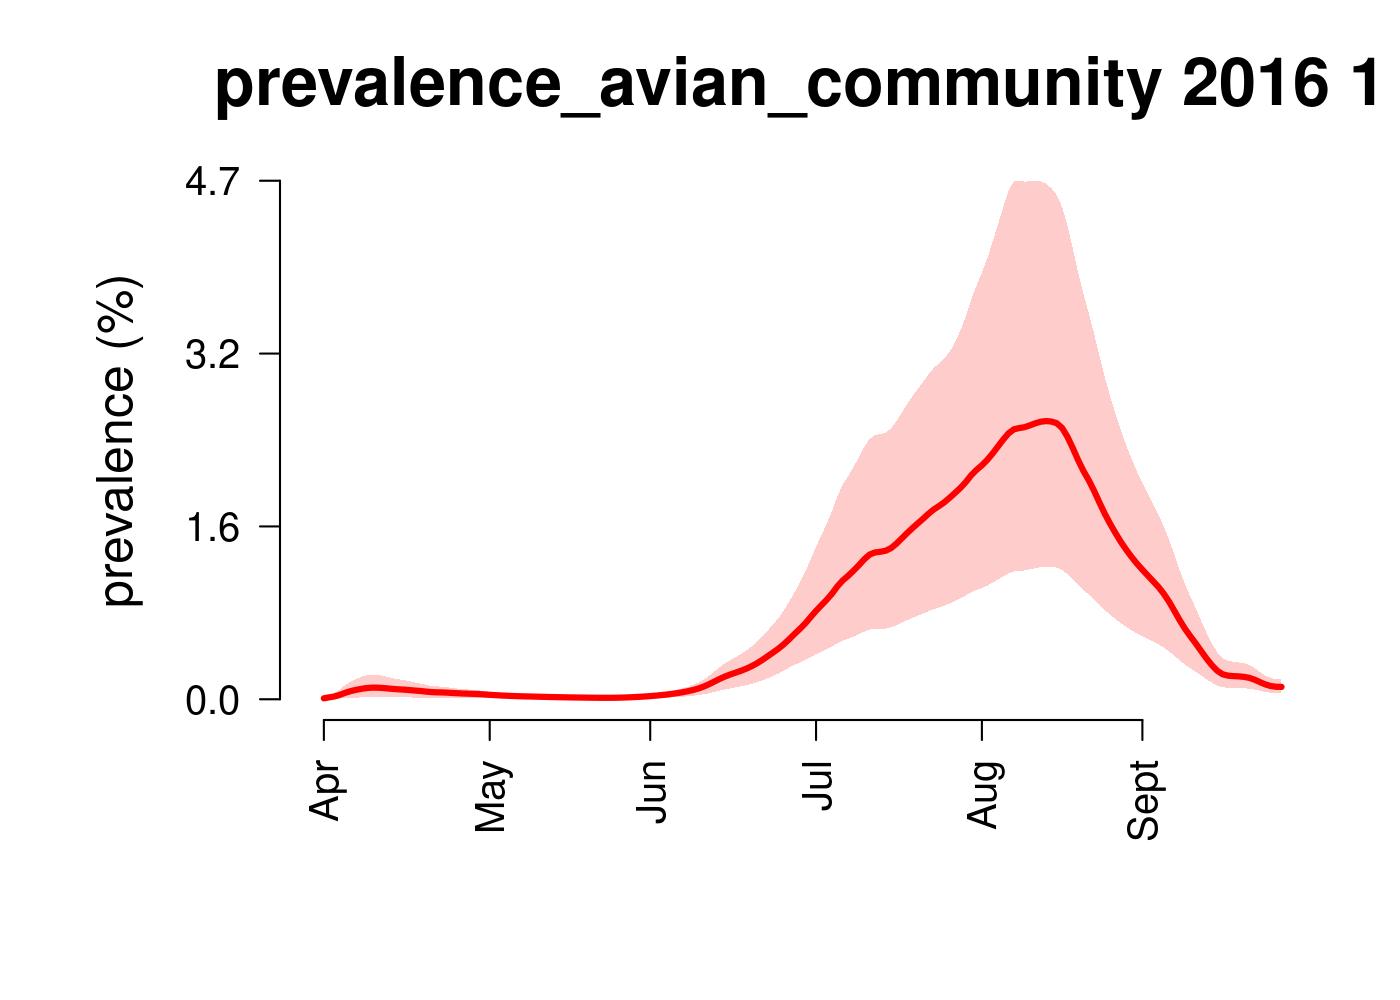 prevalence_avian_community 2016 1
prevalence (%)
4.7
3.2
1.6
0.0
Apr
May
Jun
Jul
Aug
Sept